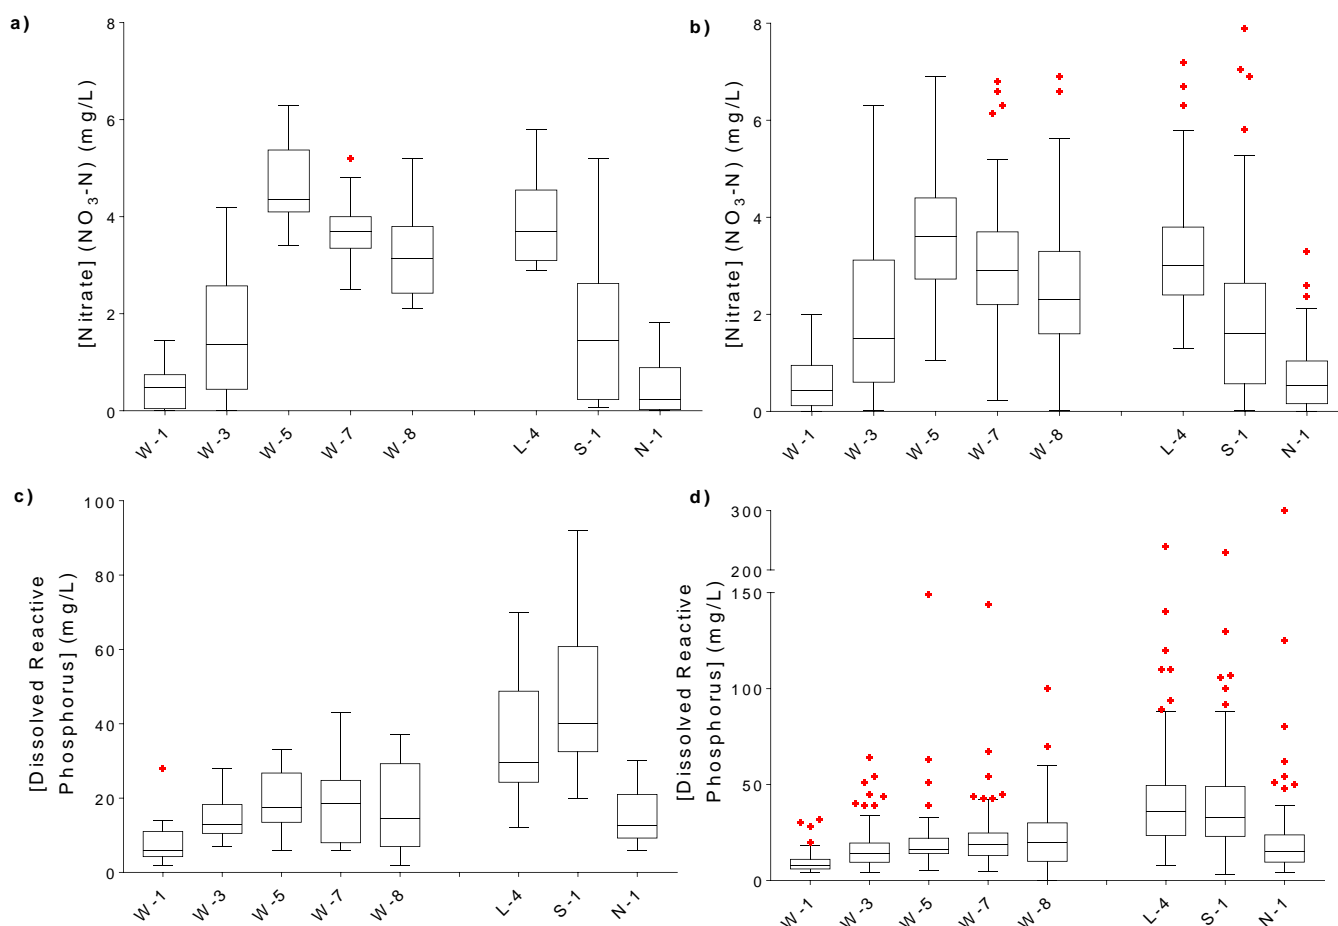 a)
[Nitrate] (NO3-N) (mg/L)
8
6
4
2
0
W-1
W-3
W-5
W-7
W-8
L-4
S-1
N-1
b)
[Nitrate] (NO3-N) (mg/L)
8
6
4
2
0
W-1
W-3
W-5
W-7
W-8
L-4
S-1
N-1
c)
[Dissolved Reactive
Phosphorus] (mg/L)
100
80
60
40
20
0
W-1
W-3
W-5
W-7
W-8
L-4
S-1
N-1
d)
[Dissolved Reactive
Phosphorus] (mg/L)
300
200
150
100
50
0
W-1
W-3
W-5
W-7
W-8
L-4
S-1
N-1